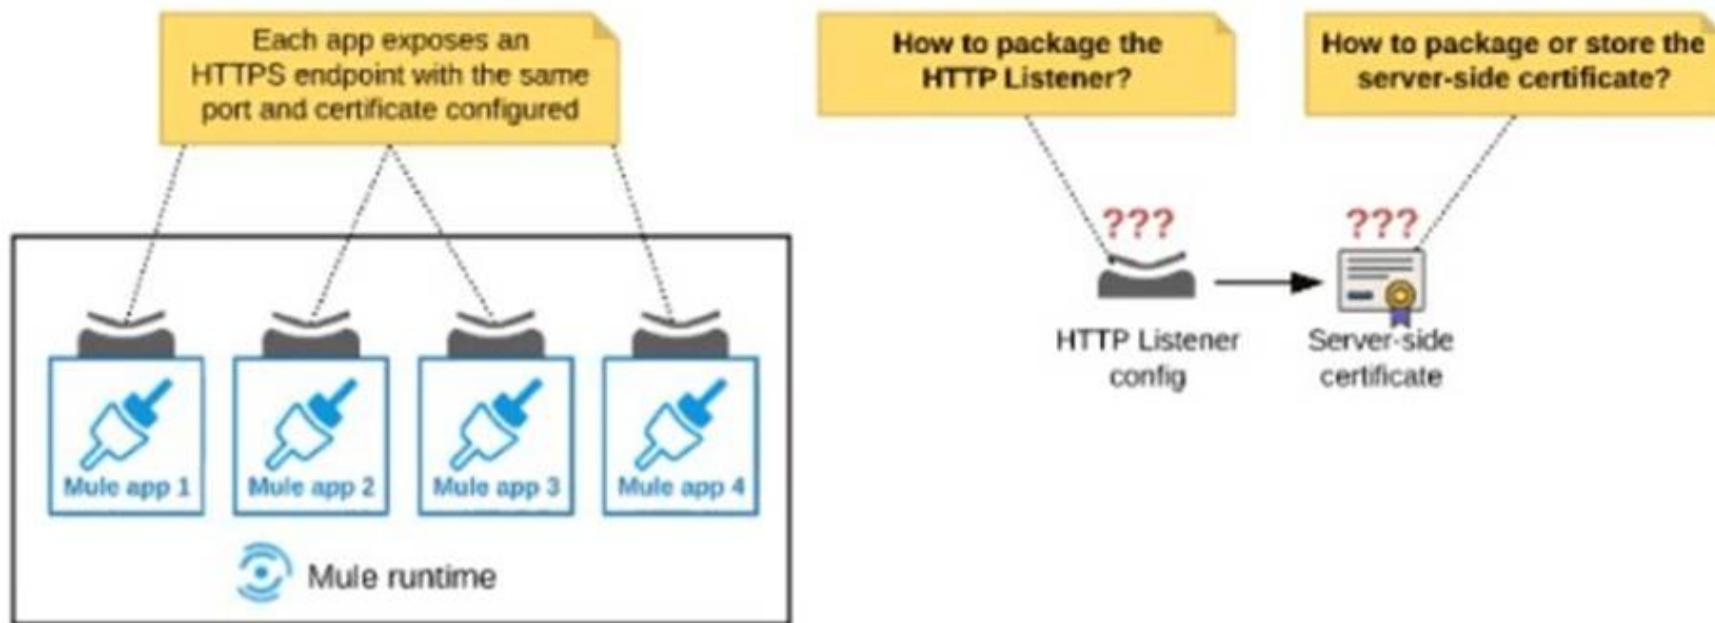 Each app exposes an
HTTPS endpoint with the same
port and certificate configured
How to package the
HTTP Listener?
How to package or store the
server-side certificate?
???
???
HTTP Listener
config
Server-side
certificate
Mule app 1
Mule app 2
Mule app 3
Mule app 4
Mule runtime